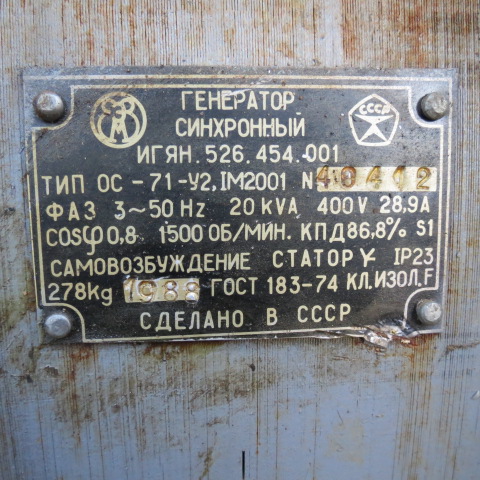 ГЕНЕРАТОР
СССР
СИНХРОННЫЙ
ИГЯН.526.454.001
ТИП ОС-71-У2, IM2001 N 40412
ФАЗ 3~50 Hz 20 KVA 400V 28,9A
COSφ0,8 1500 ОБ/МИН. КПД 86,8% S1
САМОВОЗБУЖДЕНИЕ СТАТОР Y IP23
278kg 1988 ГОСТ 183-74 КЛ.ИЗОЛ.F
СДЕЛАНО В СССР